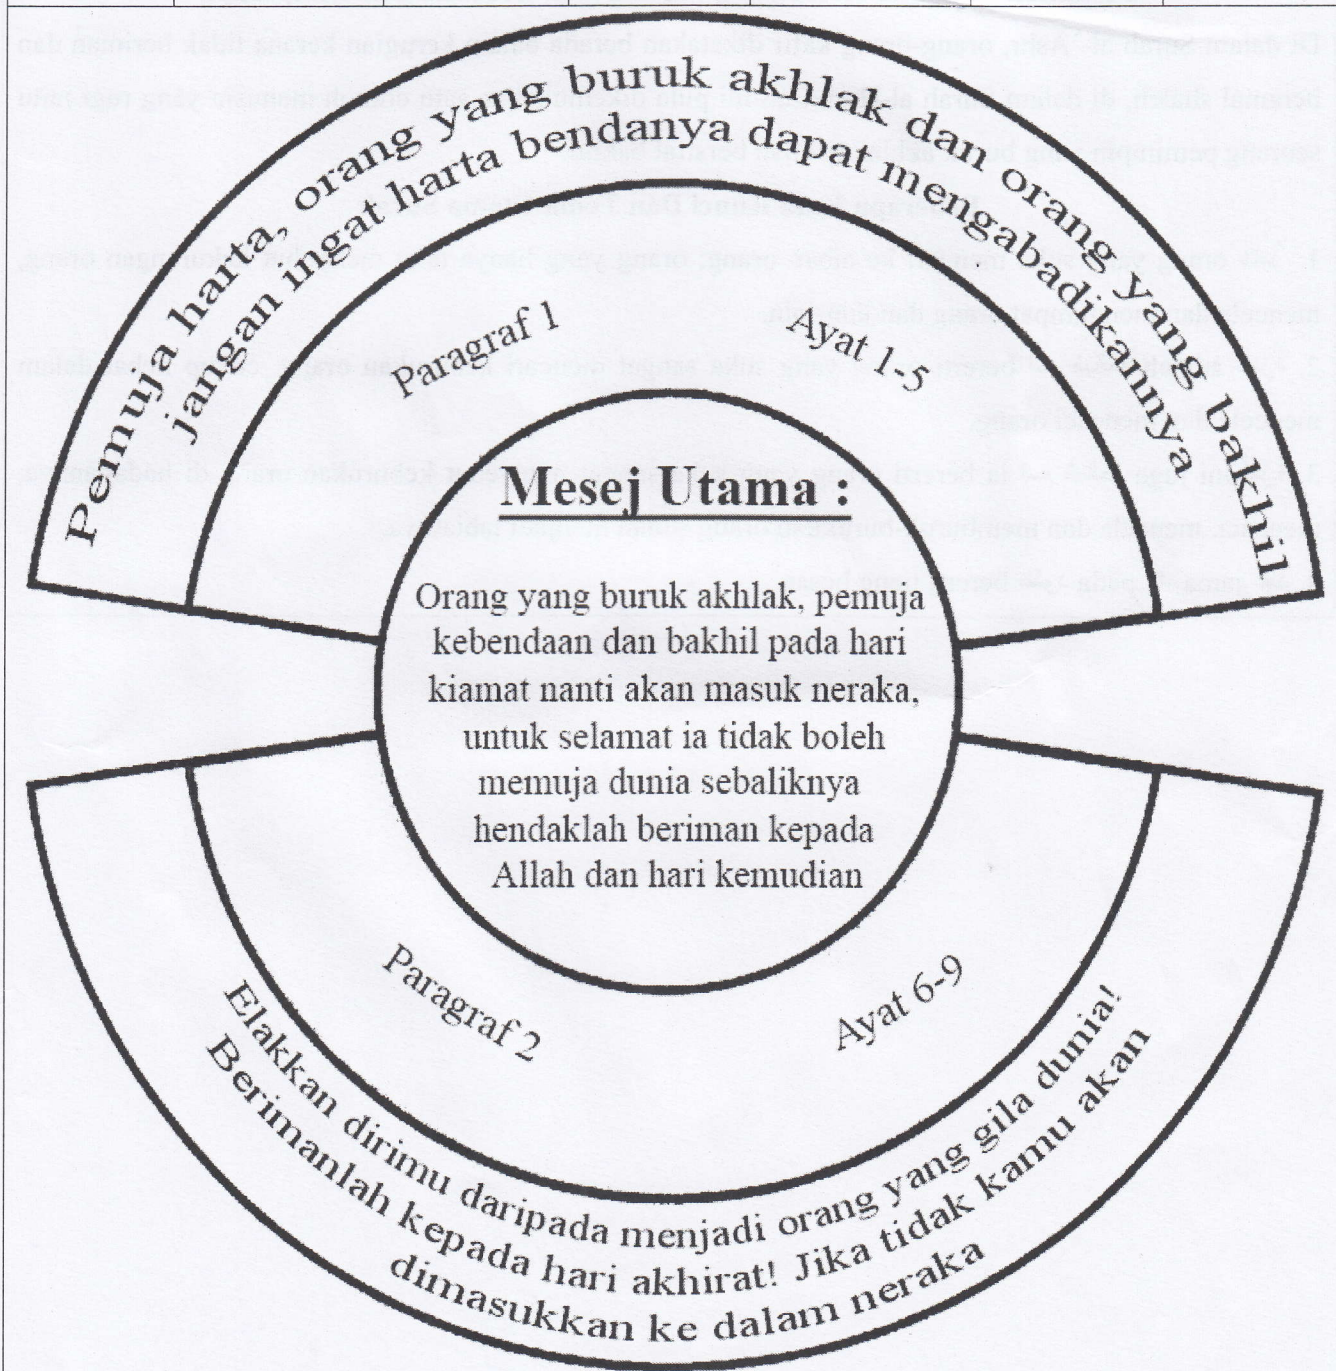 Pemuja harta, orang yang buruk akhlak dan orang yang bakhil
jangan ingat harta bendanya dapat mengabadikannya
Paragraf 1
Ayat 1-5
Mesej Utama :
Orang yang buruk akhlak, pemuja
kebendaan dan bakhil pada hari
kiamat nanti akan masuk neraka,
untuk selamat ia tidak boleh
memuja dunia sebaliknya
hendaklah beriman kepada
Allah dan hari kemudian
Paragraf 2
Ayat 6-9
Elakkan dirimu daripada menjadi orang yang gila dunia!
Berimanlah kepada hari akhirat! Jika tidak kamu akan
dimasukkan ke dalam neraka